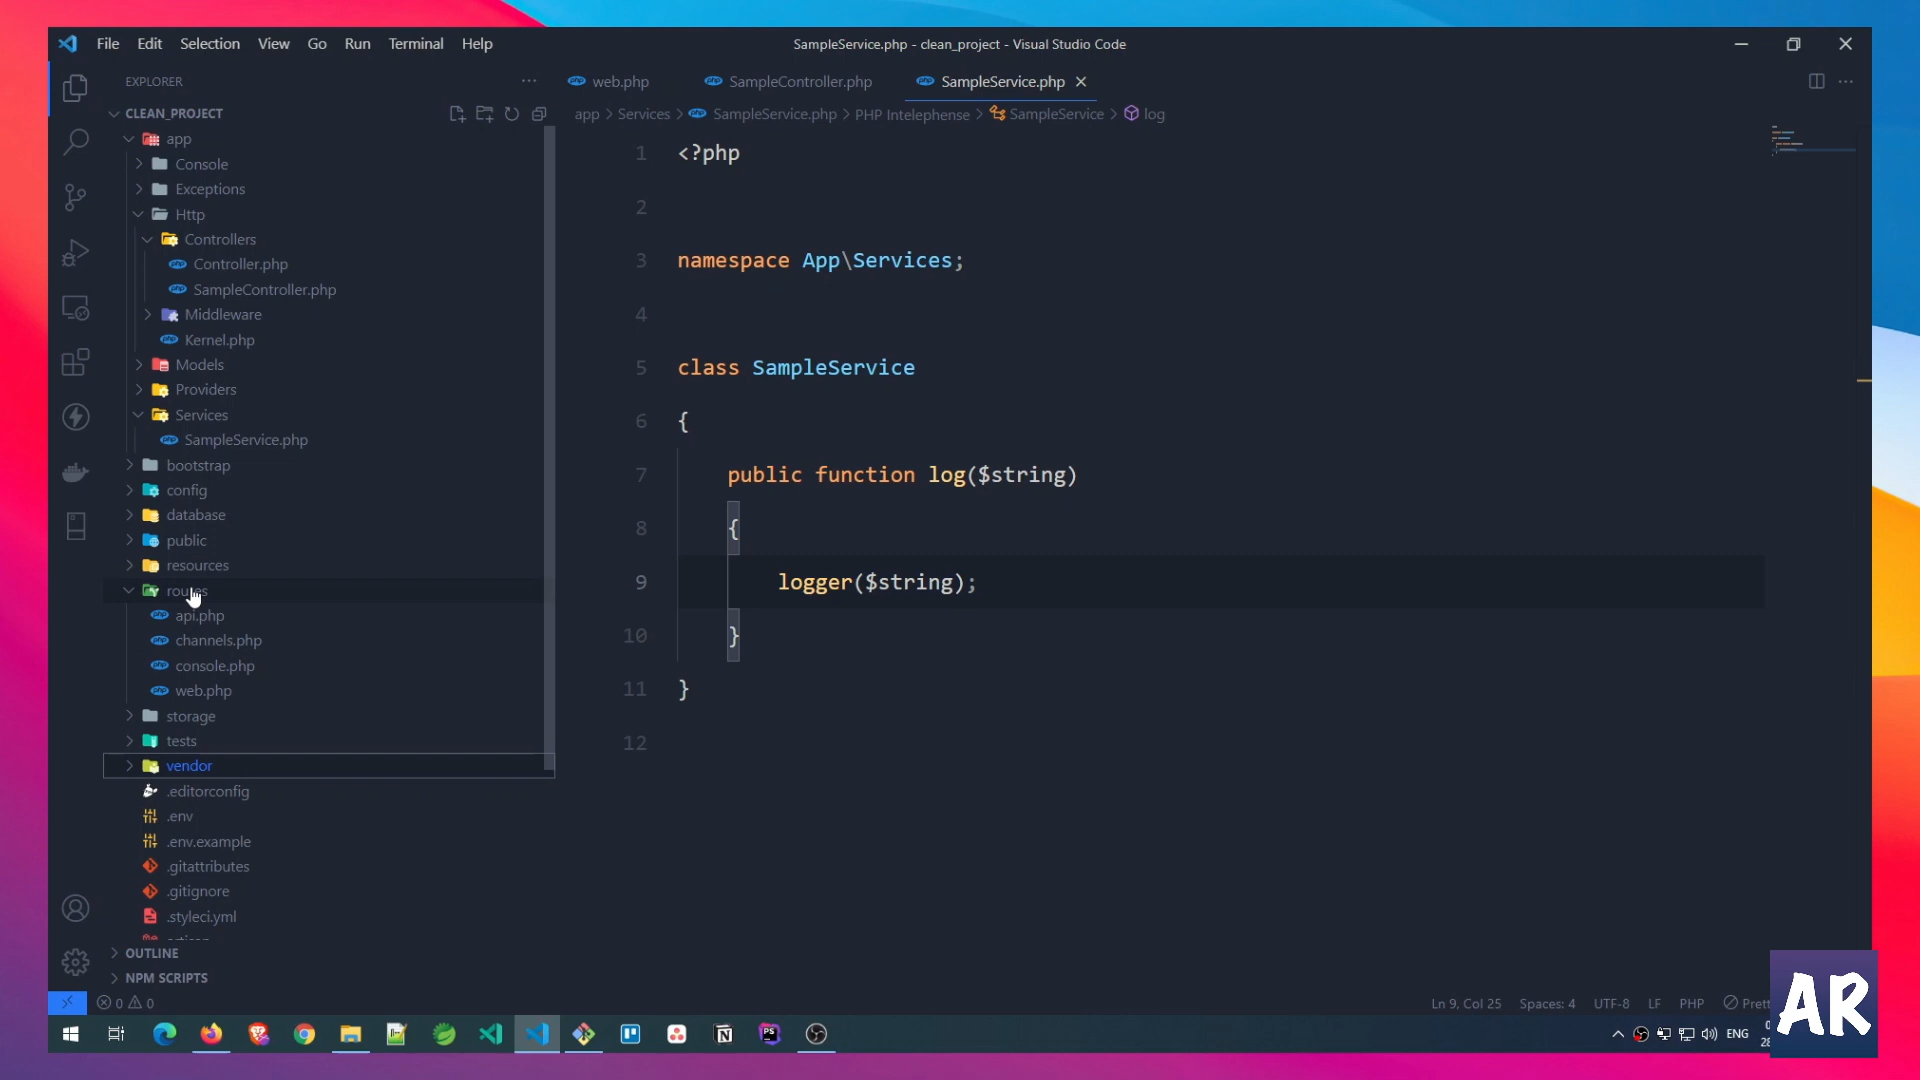 File Edit Selection View Go Run Terminal Help
SampleService.php - clean_project - Visual Studio Code
EXPLORER
web.php
SampleController.php
SampleService.php
app > Services > SampleService.php > PHP Intelephense > SampleService > log
CLEAN_PROJECT
app
Console
Exceptions
Http
Controllers
Controller.php
SampleController.php
Middleware
Kernel.php
Models
Providers
Services
SampleService.php
bootstrap
config
database
public
resources
routes
api.php
channels.php
console.php
web.php
storage
tests
vendor
.editorconfig
.env
.env.example
.gitattributes
.gitignore
.styleci.yml
OUTLINE
NPM SCRIPTS
1 <?php
2
3 namespace App\Services;
4
5 class SampleService
6 {
7 public function log($string)
8 {
9 logger($string);
10 }
11 }
12
0 0
Ln 9, Col 25 Spaces: 4 UTF-8 LF PHP
ENG
AR